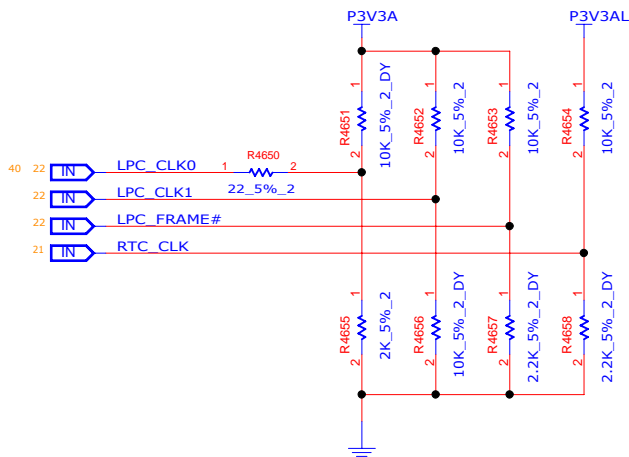 P3V3A
P3V3AL
1
R4651
10K_5%_2_DY
2
1
R4652
10K_5%_2
2
1
R4653
10K_5%_2
2
1
R4654
10K_5%_2
2
40 22 IN LPC_CLK0 1 R4650 2
22_5%_2
22 IN LPC_CLK1
22 IN LPC_FRAME#
21 IN RTC_CLK
1
R4655
2K_5%_2
2
1
R4656
10K_5%_2_DY
2
1
R4657
2.2K_5%_2_DY
2
1
R4658
2.2K_5%_2_DY
2